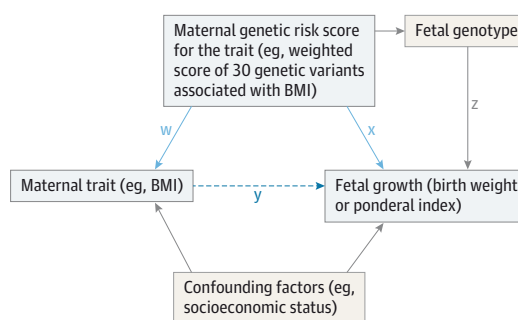 Maternal genetic risk score
for the trait (eg, weighted
score of 30 genetic variants
associated with BMI)
Fetal genotype
w
x
z
Maternal trait (eg, BMI)
y
Fetal growth (birth weight
or ponderal index)
Confounding factors (eg,
socioeconomic status)